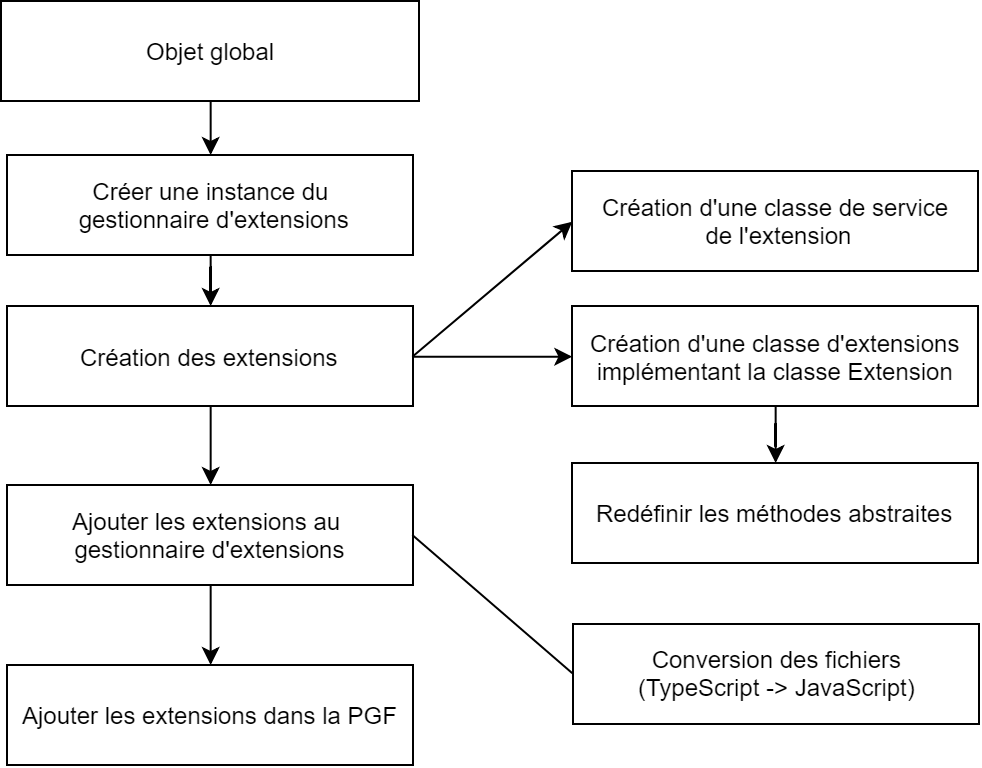 Objet global
Créer une instance du
gestionnaire d'extensions
Création d'une classe de service
de l'extension
Création des extensions
Création d'une classe d'extensions
implémentant la classe Extension
Redéfinir les méthodes abstraites
Ajouter les extensions au
gestionnaire d'extensions
Conversion des fichiers
(TypeScript -> JavaScript)
Ajouter les extensions dans la PGF